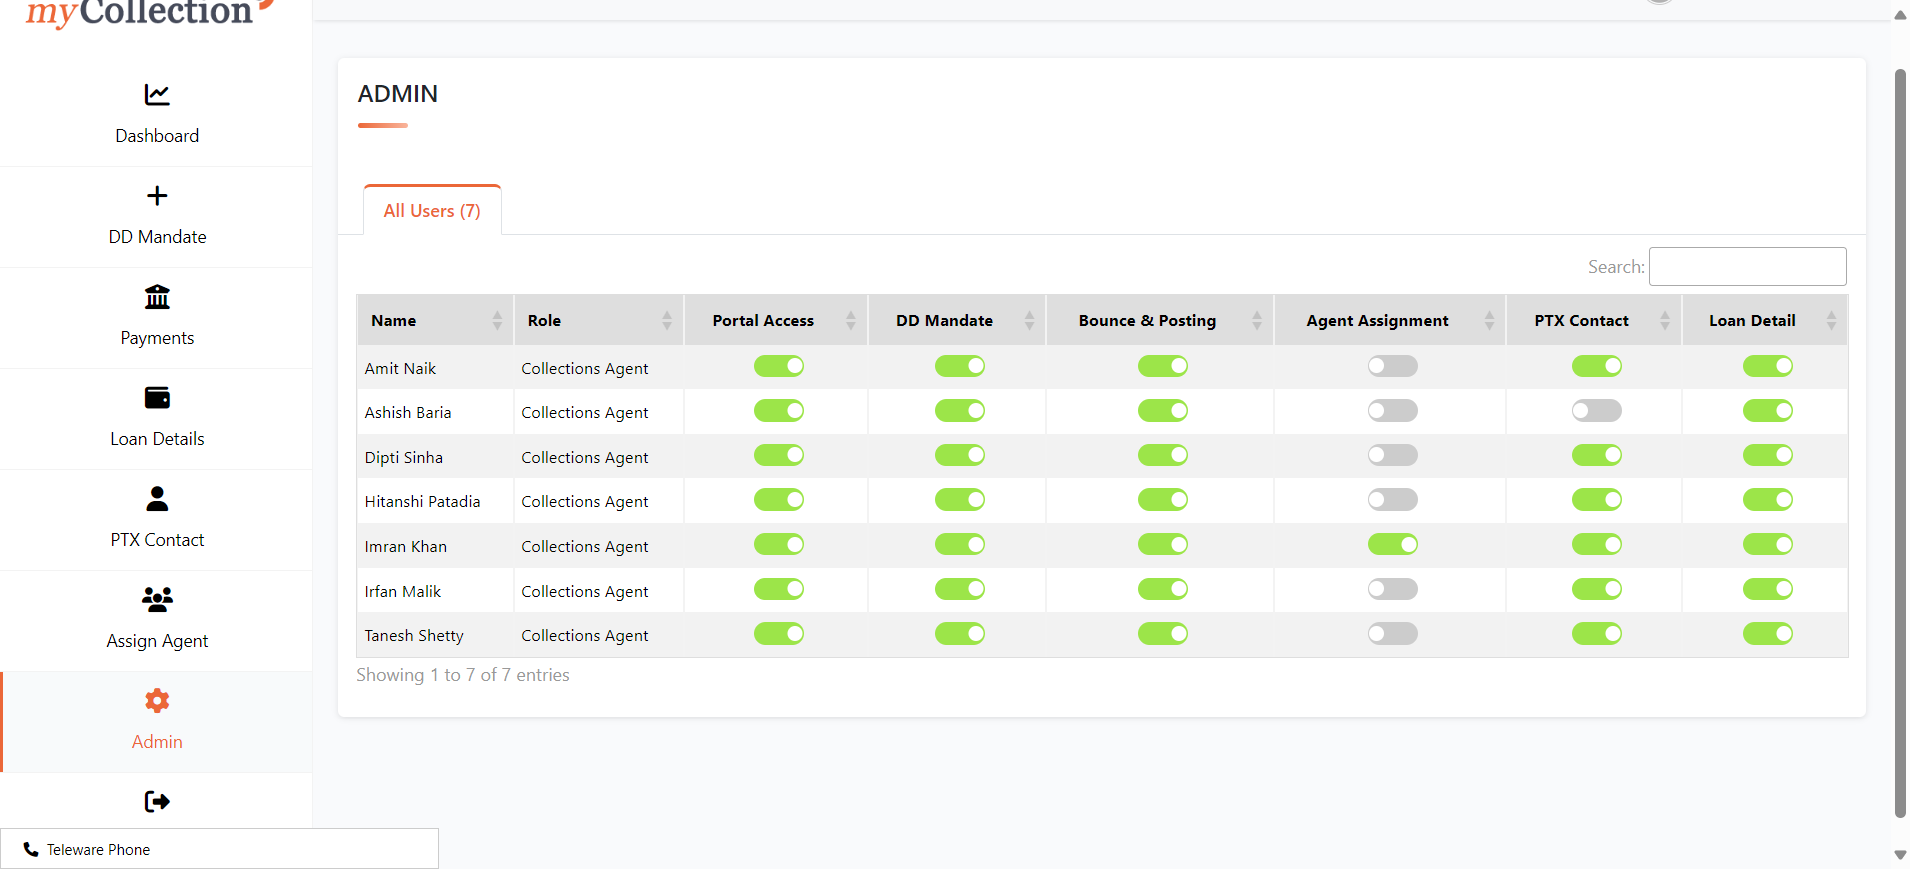 myCollection
Dashboard
DD Mandate
Payments
Loan Details
PTX Contact
Assign Agent
Admin
Teleware Phone
ADMIN
All Users (7)
Search:
Name Role Portal Access DD Mandate Bounce & Posting Agent Assignment PTX Contact Loan Detail
Amit Naik Collections Agent
Ashish Baria Collections Agent
Dipti Sinha Collections Agent
Hitanshi Patadia Collections Agent
Imran Khan Collections Agent
Irfan Malik Collections Agent
Tanesh Shetty Collections Agent
Showing 1 to 7 of 7 entries